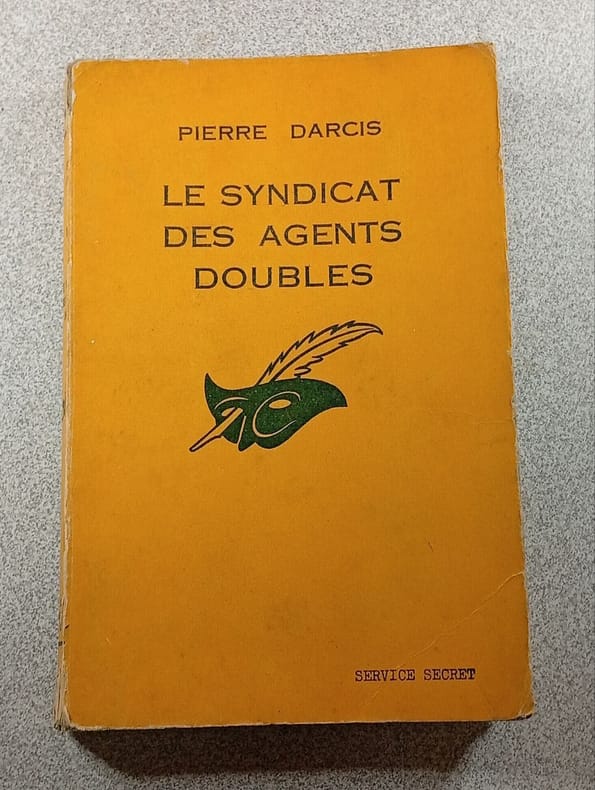 PIERRE DARCIS
LE SYNDICAT
DES AGENTS
DOUBLES
SERVICE SECRET